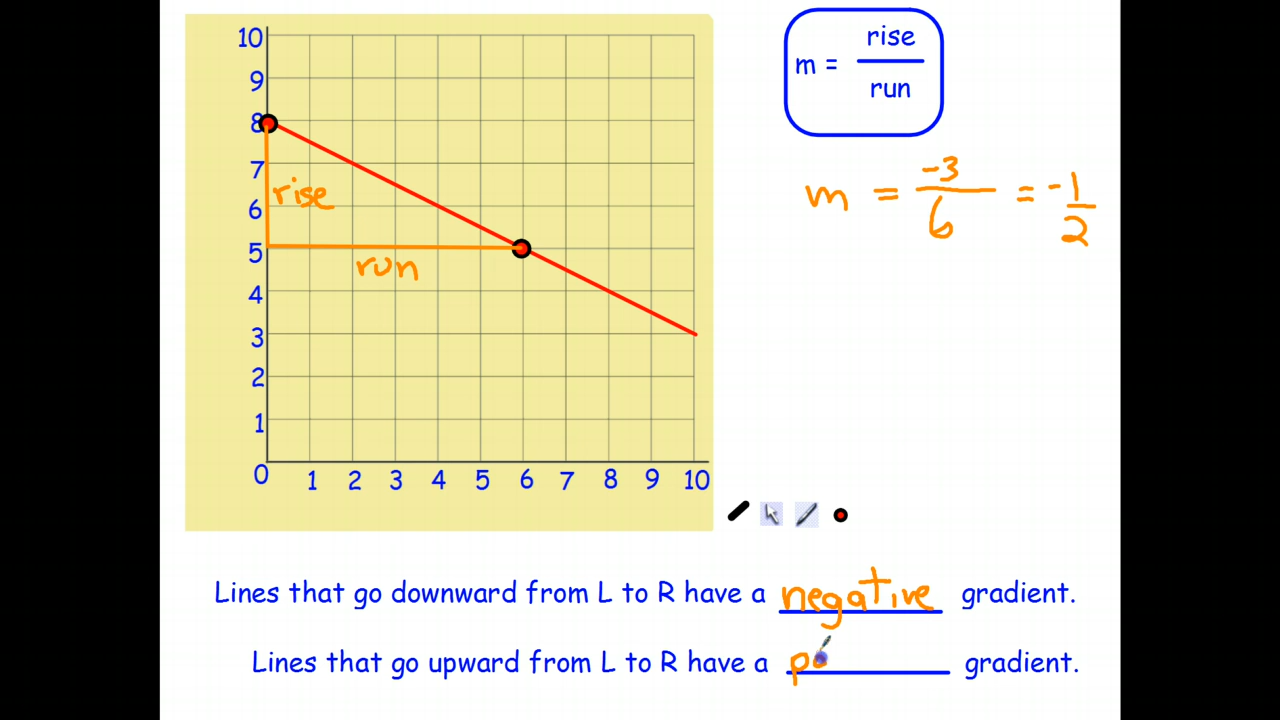 10
9
8
7
6
5
4
3
2
1
0 1 2 3 4 5 6 7 8 9 10
rise
run
m = rise
run
m = -3 = -1
6 2
Lines that go downward from L to R have a negative gradient.
Lines that go upward from L to R have a po gradient.